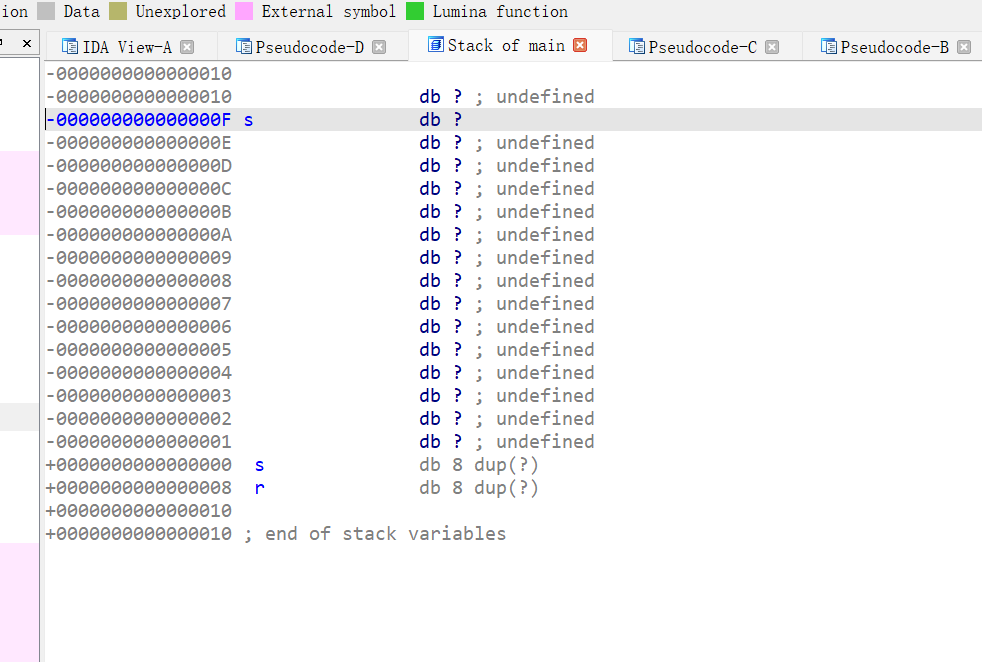 ion Data Unexplored External symbol Lumina function
IDA View-A Pseudocode-D Stack of main Pseudocode-C Pseudocode-B
-0000000000000010
-0000000000000010 db ? ; undefined
-000000000000000F s db ?
-000000000000000E db ? ; undefined
-000000000000000D db ? ; undefined
-000000000000000C db ? ; undefined
-000000000000000B db ? ; undefined
-000000000000000A db ? ; undefined
-0000000000000009 db ? ; undefined
-0000000000000008 db ? ; undefined
-0000000000000007 db ? ; undefined
-0000000000000006 db ? ; undefined
-0000000000000005 db ? ; undefined
-0000000000000004 db ? ; undefined
-0000000000000003 db ? ; undefined
-0000000000000002 db ? ; undefined
-0000000000000001 db ? ; undefined
+0000000000000000 s db 8 dup(?)
+0000000000000008 r db 8 dup(?)
+0000000000000010
+0000000000000010 ; end of stack variables